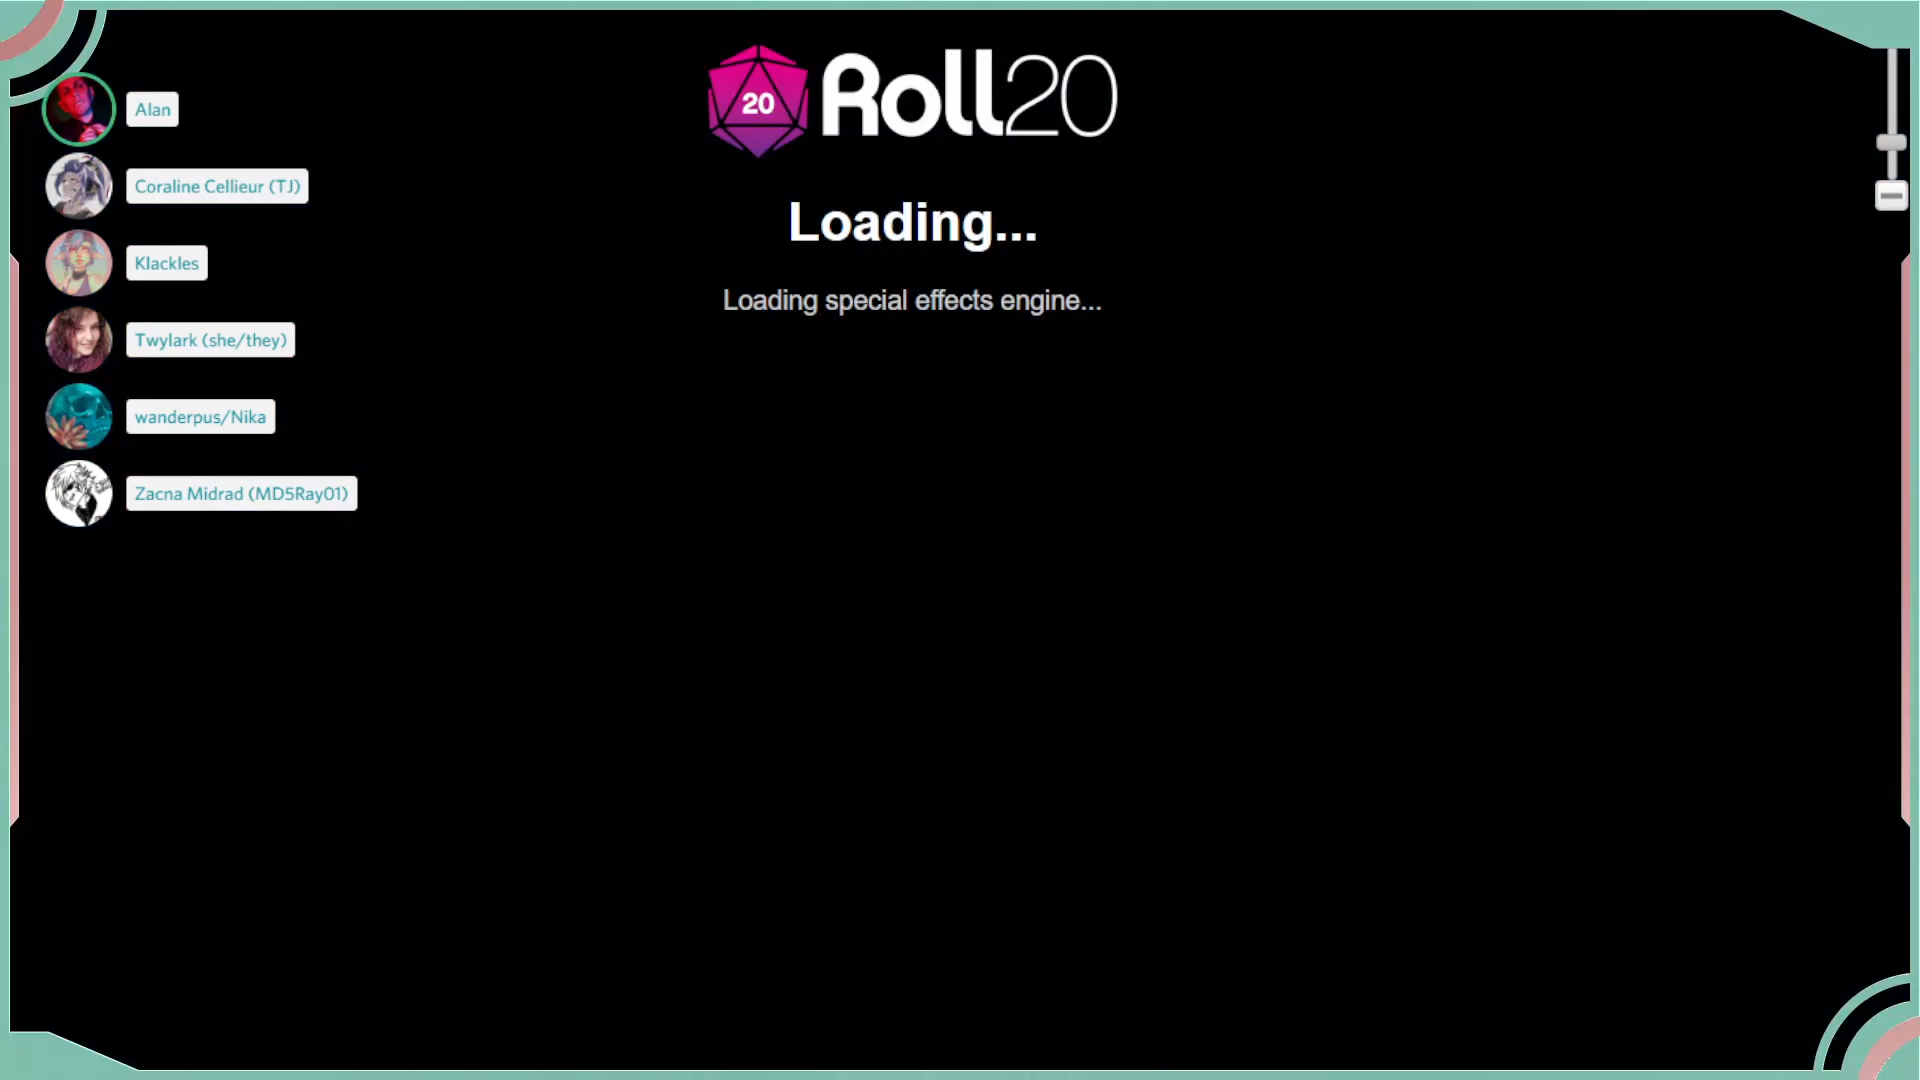 20
Roll20
Loading...
Loading special effects engine...
Alan
Coraline Cellieur (TJ)
Klackles
Twylark (she/they)
wanderpus/Nika
Zacna Midrad (MD5Ray01)